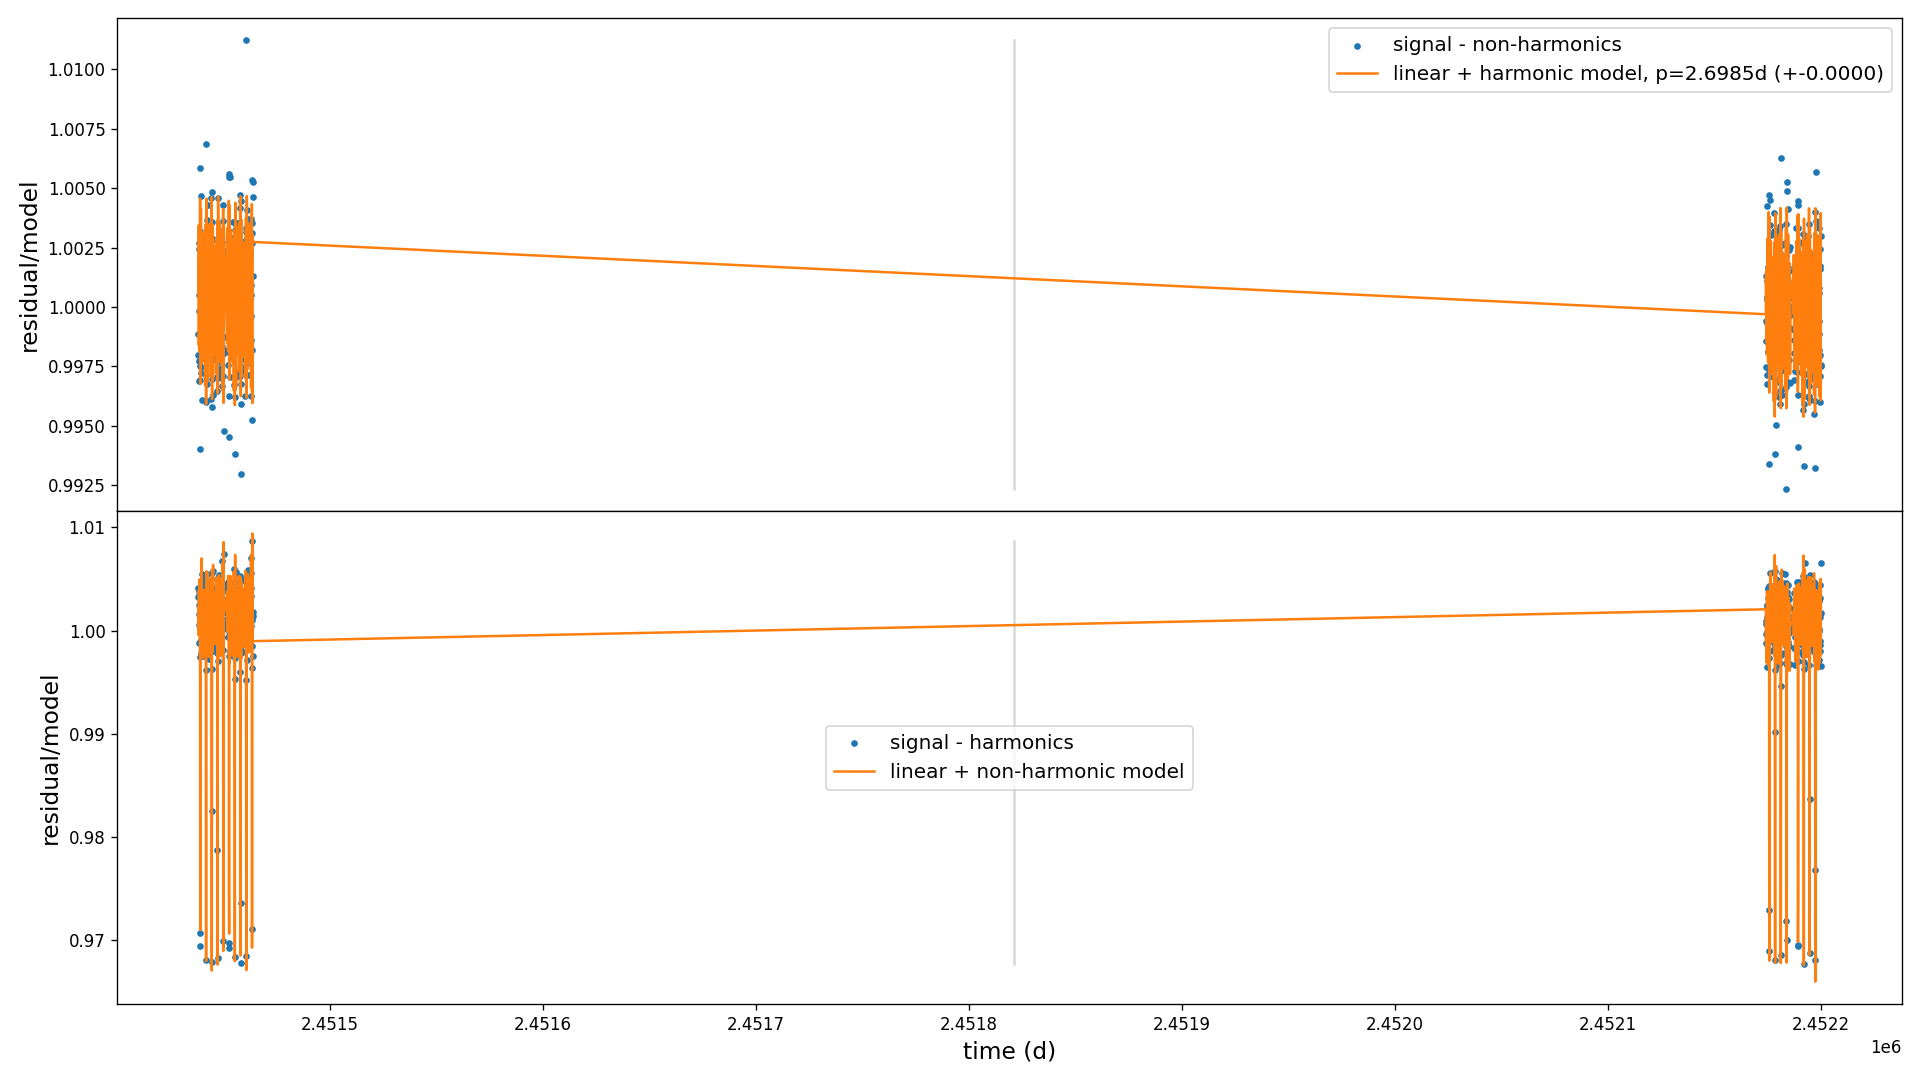 signal - non-harmonics
linear + harmonic model, p=2.6985d (+-0.0000)
1.0100
1.0075
1.0050
1.0025
1.0000
0.9975
0.9950
0.9925
residual/model
signal - harmonics
linear + non-harmonic model
1.01
1.00
0.99
0.98
0.97
residual/model
2.4515 2.4516 2.4517 2.4518 2.4519 2.4520 2.4521 2.4522
1e6
time (d)